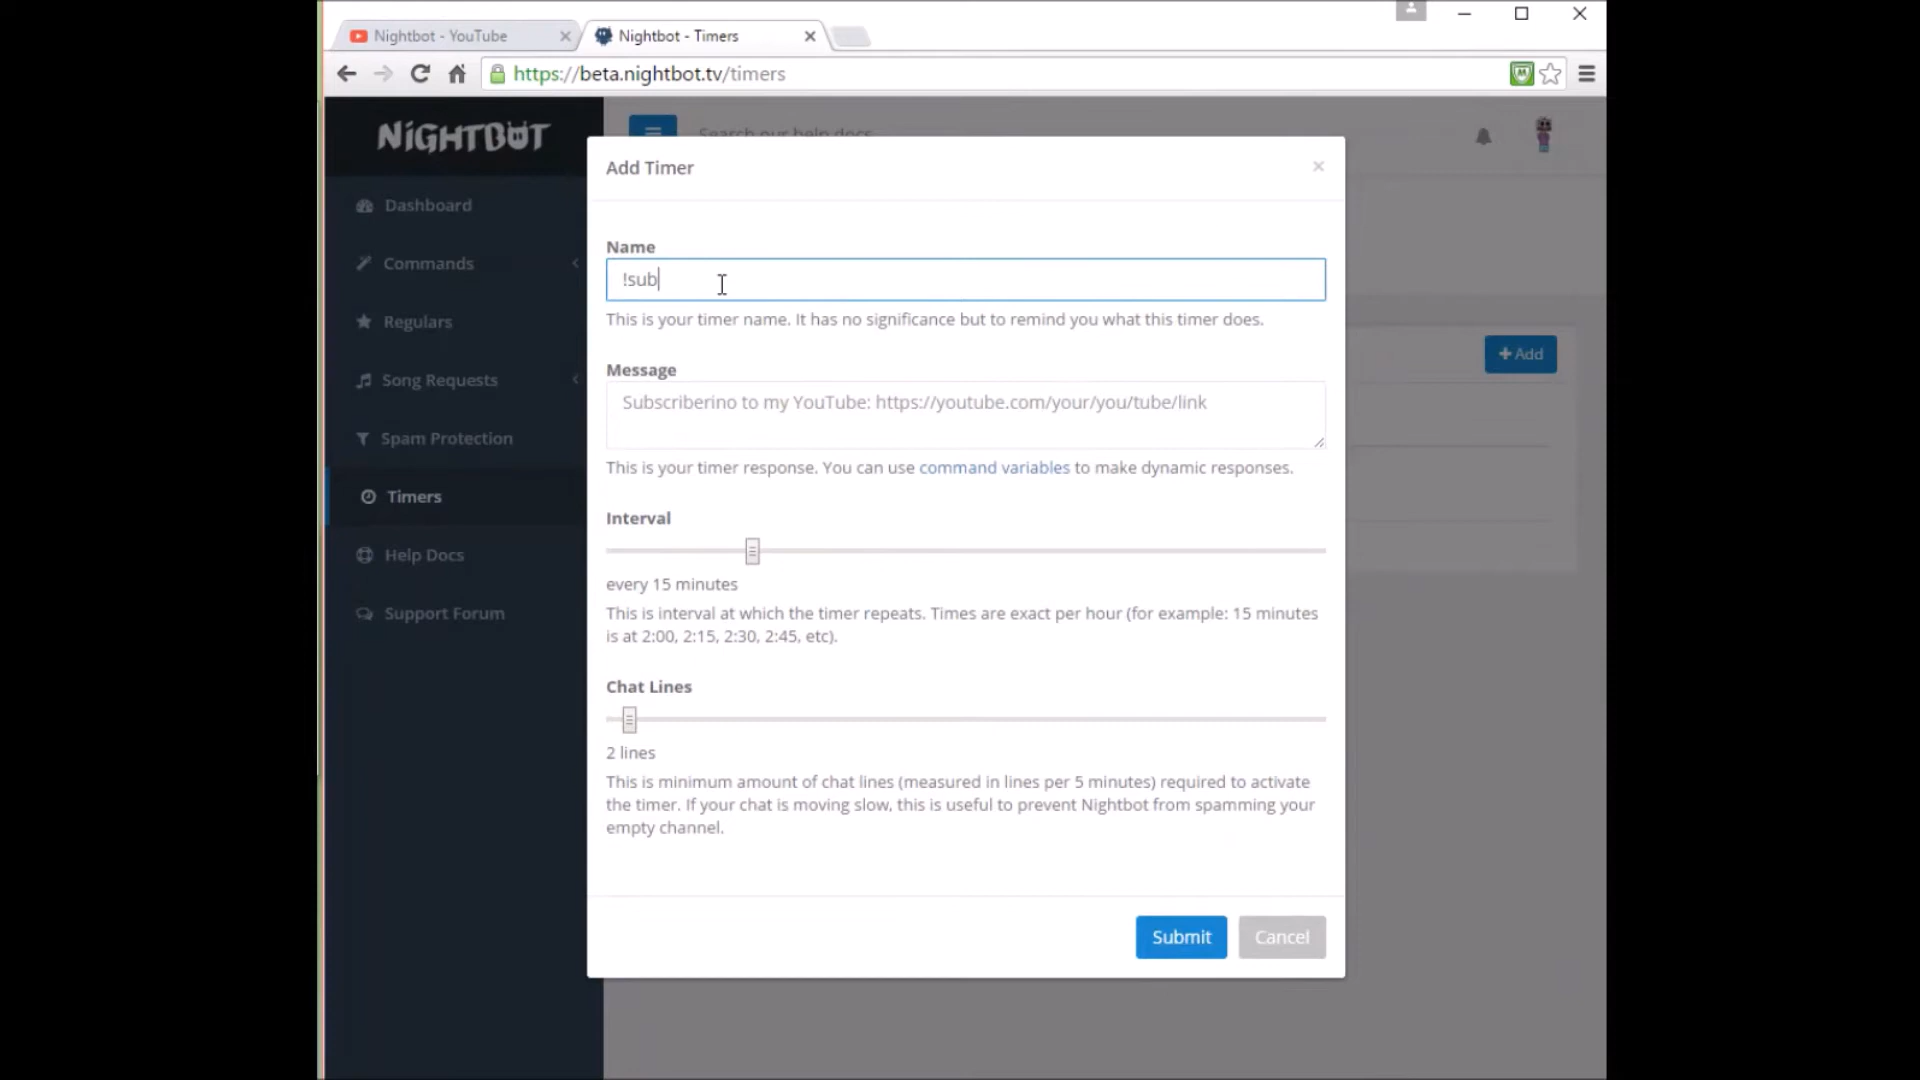 Nightbot - YouTube
Nightbot - Timers
https://beta.nightbot.tv/timers
NIGHTBOT
Search our help docs
Dashboard
Commands
Regulars
Song Requests
Spam Protection
Timers
Help Docs
Support Forum
+ Add
Add Timer
×
Name
!sub
This is your timer name. It has no significance but to remind you what this timer does.
Message
Subscriberino to my YouTube: https://youtube.com/your/you/tube/link
This is your timer response. You can use command variables to make dynamic responses.
Interval
every 15 minutes
This is interval at which the timer repeats. Times are exact per hour (for example: 15 minutes
is at 2:00, 2:15, 2:30, 2:45, etc).
Chat Lines
2 lines
This is minimum amount of chat lines (measured in lines per 5 minutes) required to activate
the timer. If your chat is moving slow, this is useful to prevent Nightbot from spamming your
empty channel.
Submit
Cancel